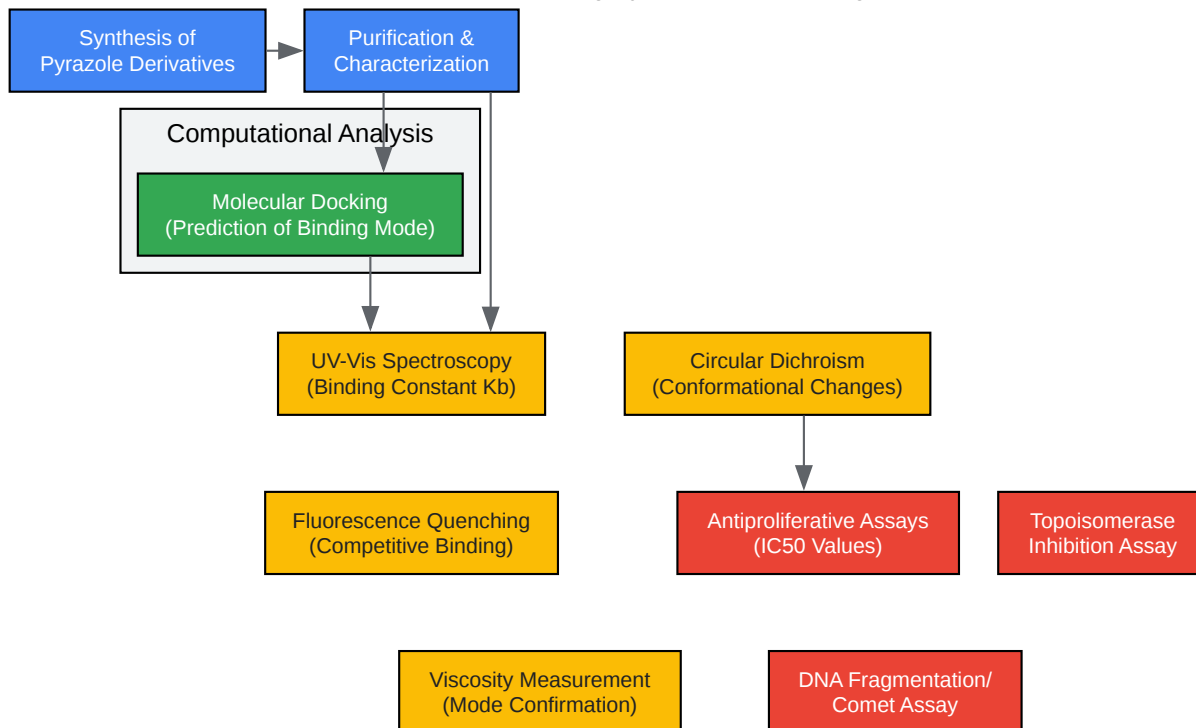 Synthesis of
Pyrazole Derivatives
Purification &
Characterization
Computational Analysis
Molecular Docking
(Prediction of Binding Mode)
UV-Vis Spectroscopy
(Binding Constant Kb)
Circular Dichroism
(Conformational Changes)
Fluorescence Quenching
(Competitive Binding)
Antiproliferative Assays
(IC50 Values)
Topoisomerase
Inhibition Assay
Viscosity Measurement
(Mode Confirmation)
DNA Fragmentation/
Comet Assay